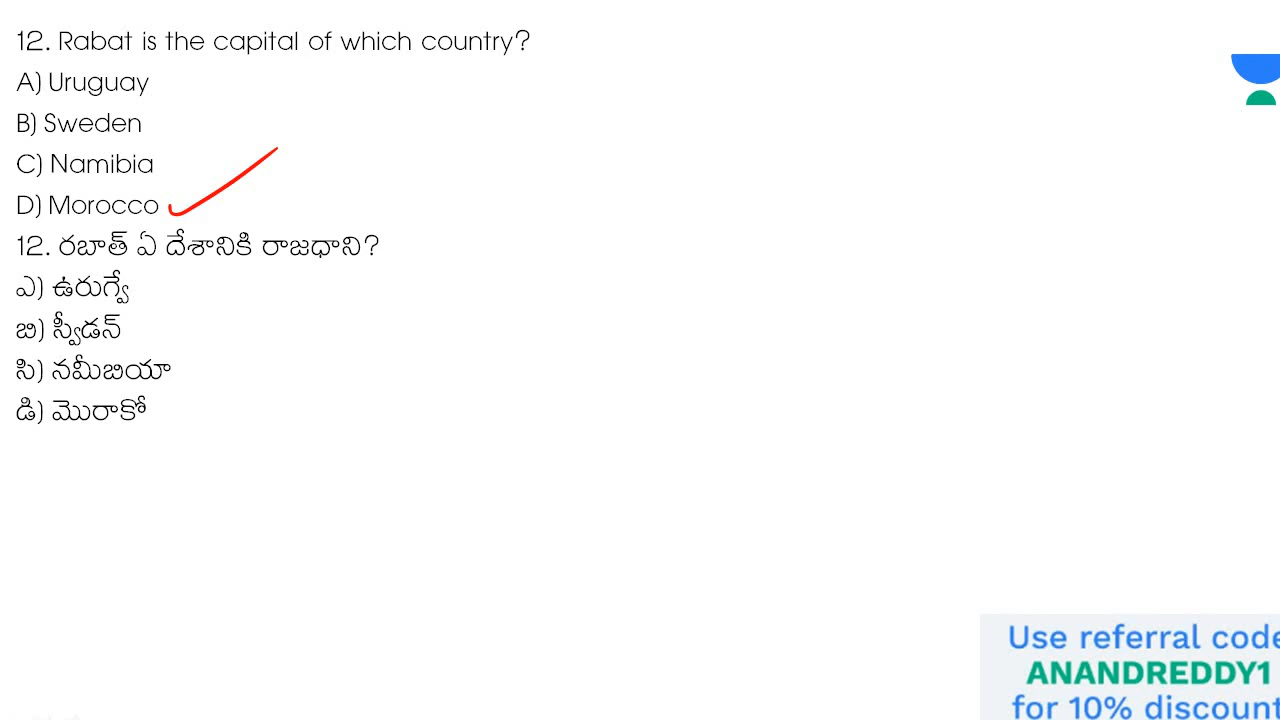 12. Rabat is the capital of which country?
A) Uruguay
B) Sweden
C) Namibia
D) Morocco
12. రబాత్ ఏ దేశానికి రాజధాని?
ఎ) ఉరుగ్వే
బి) స్వీడన్
సి) నమీబియా
డి) మొరాకో
Use referral code
ANANDREDDY1
for 10% discount